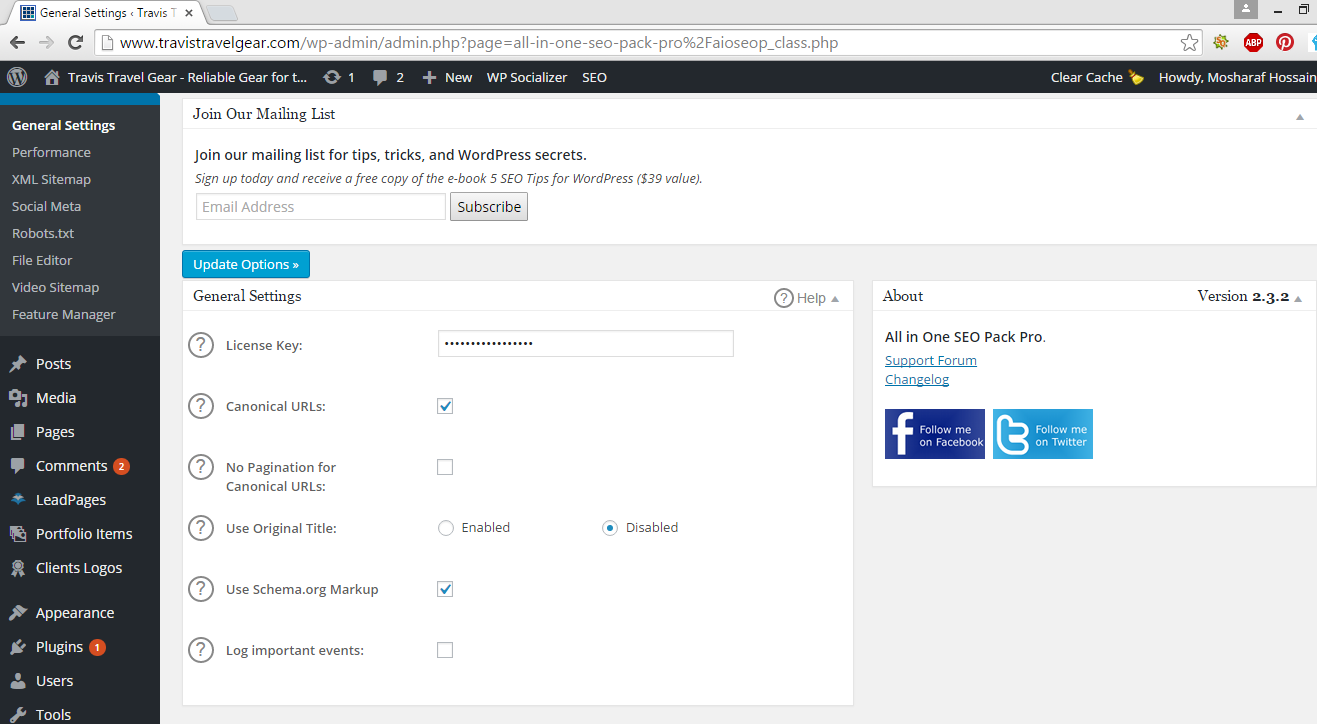 General Settings ‹ Travis T
www.travistravelgear.com/wp-admin/admin.php?page=all-in-one-seo-pack-pro%2Faioseop_class.php
ABP
Travis Travel Gear - Reliable Gear for t... 1 2 New WP Socializer SEO Clear Cache Howdy, Mosharaf Hossain
General Settings
Performance
XML Sitemap
Social Meta
Robots.txt
File Editor
Video Sitemap
Feature Manager
Posts
Media
Pages
Comments 2
LeadPages
Portfolio Items
Clients Logos
Appearance
Plugins 1
Users
Tools
Join Our Mailing List
Join our mailing list for tips, tricks, and WordPress secrets.
Sign up today and receive a free copy of the e-book 5 SEO Tips for WordPress ($39 value).
Email Address Subscribe
Update Options »
General Settings ? Help
? License Key: •••••••••••••••••
? Canonical URLs:
? No Pagination for
Canonical URLs:
? Use Original Title: Enabled Disabled
? Use Schema.org Markup
? Log important events:
About Version 2.3.2
All in One SEO Pack Pro.
Support Forum
Changelog
Follow me
on Facebook
Follow me
on Twitter